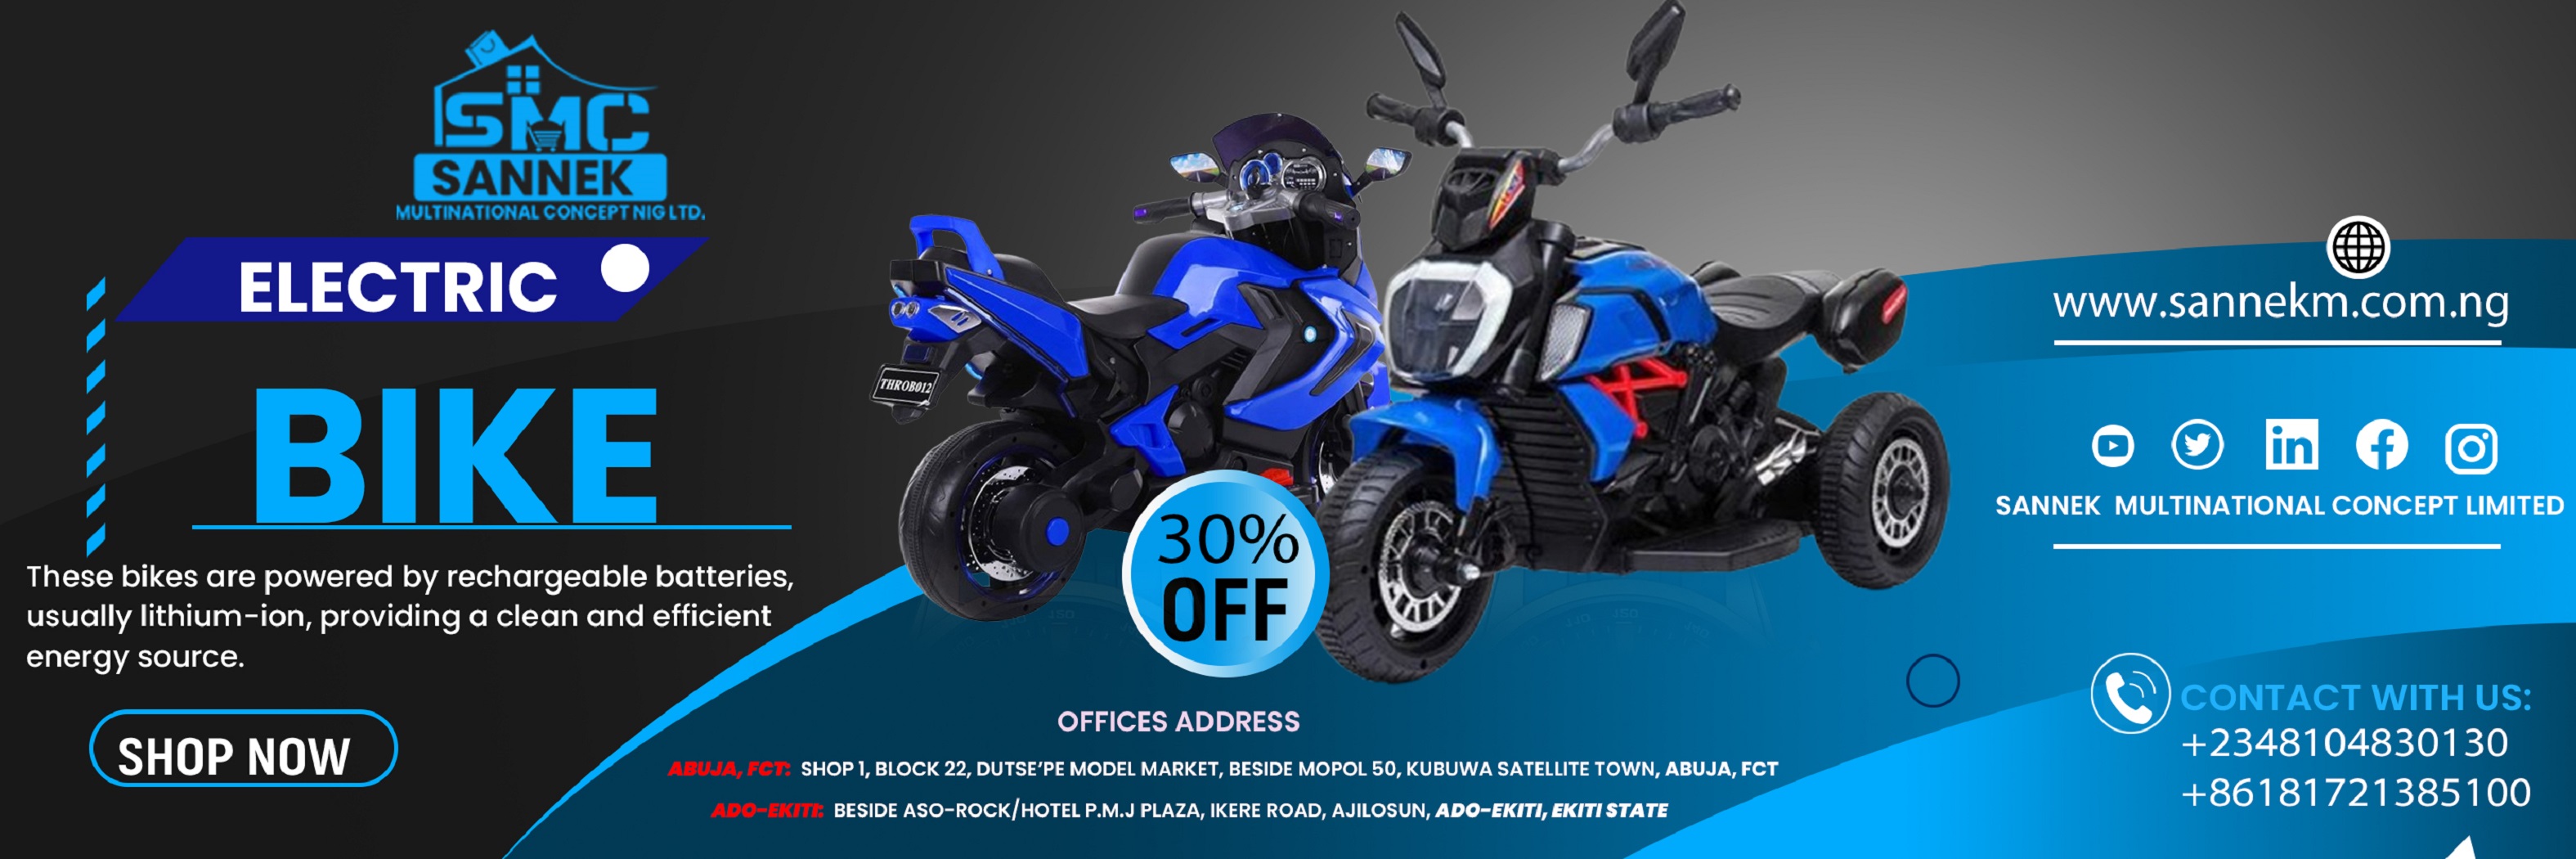 SMC
SANNEK
MULTINATIONAL CONCEPT NIG LTD.
ELECTRIC
BIKE
These bikes are powered by rechargeable batteries,
usually lithium-ion, providing a clean and efficient
energy source.
SHOP NOW
THROB012
30%
OFF
OFFICES ADDRESS
ABUJA, FCT: SHOP 1, BLOCK 22, DUTSE'PE MODEL MARKET, BESIDE MOPOL 50, KUBUWA SATELLITE TOWN, ABUJA, FCT
ADO-EKITI: BESIDE ASO-ROCK/HOTEL P.M.J PLAZA, IKERE ROAD, AJILOSUN, ADO-EKITI, EKITI STATE
www.sannekm.com.ng
in
SANNEK MULTINATIONAL CONCEPT LIMITED
CONTACT WITH US:
+2348104830130
+86181721385100